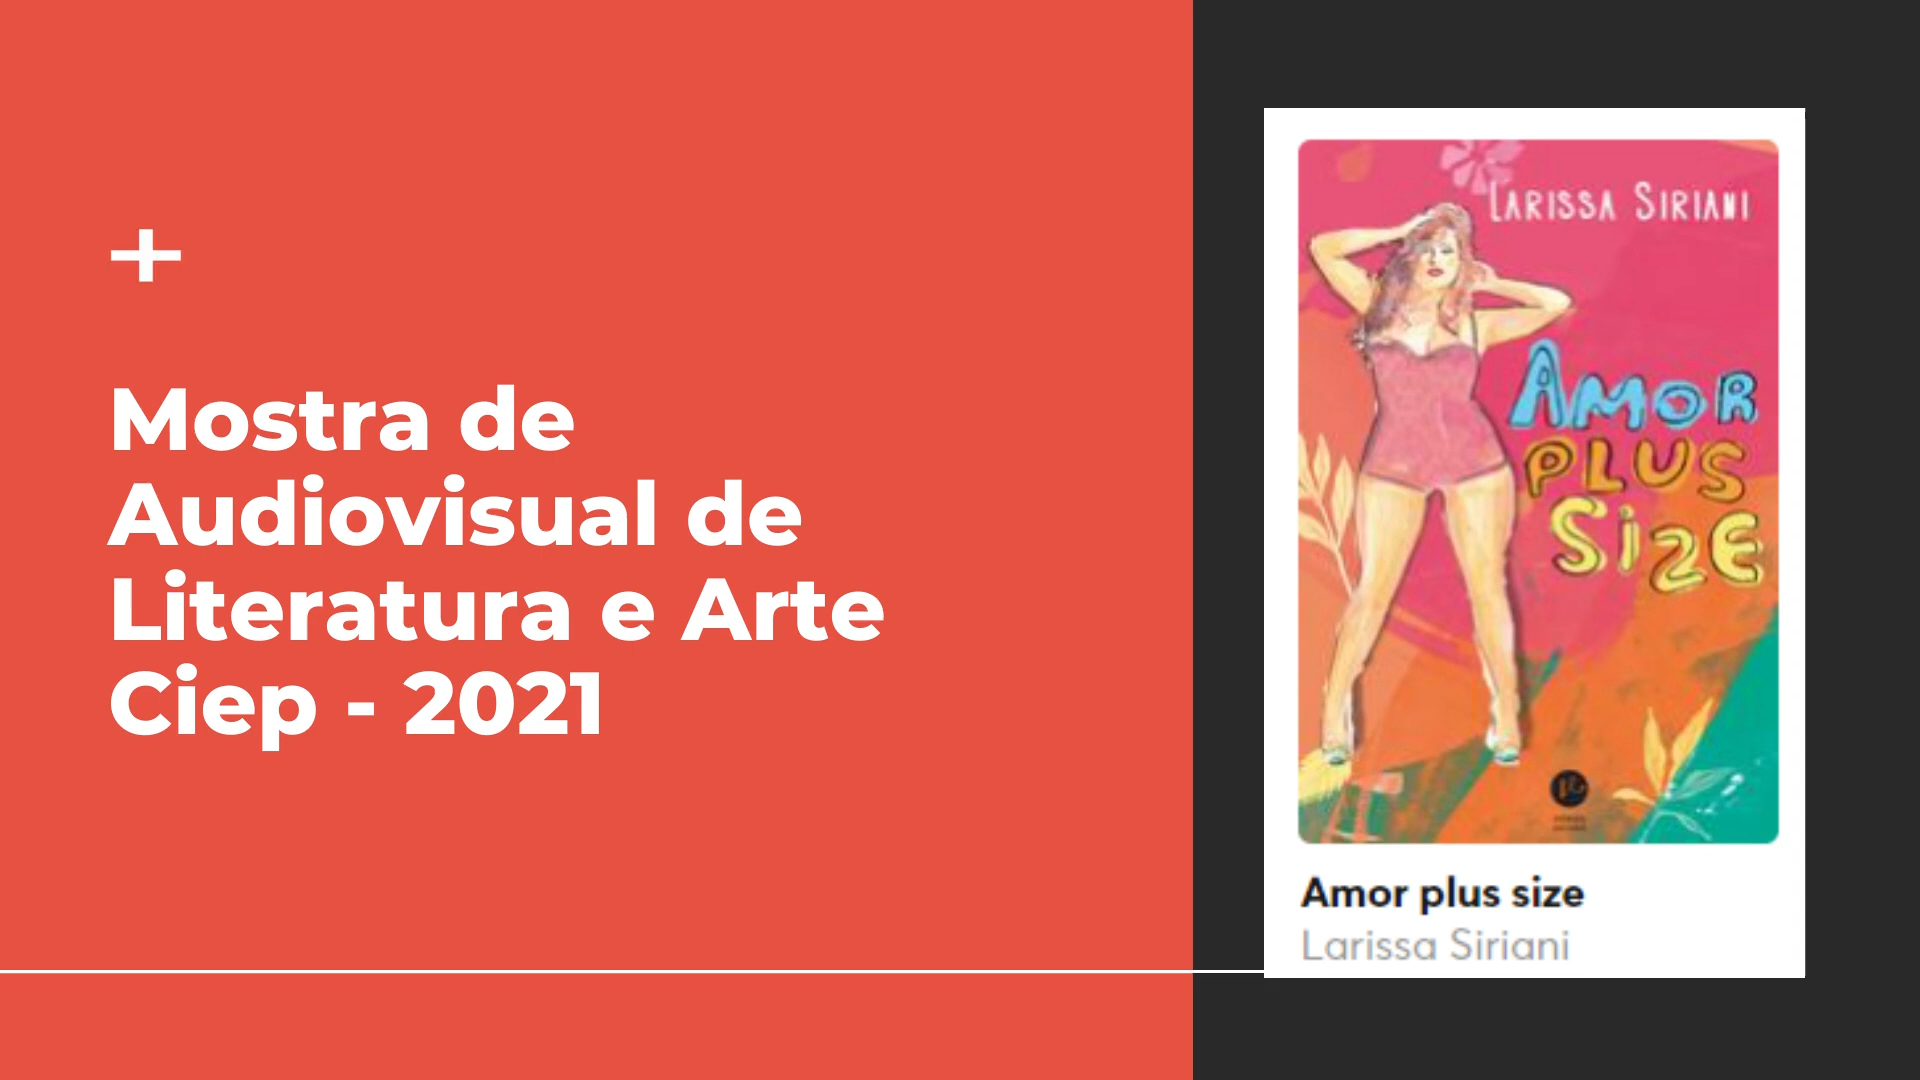 Mostra de
Audiovisual de
Literatura e Arte
Ciep - 2021
LARISSA SIRIANI
AMOR
PLUS
SiZE
Amor plus size
Larissa Siriani